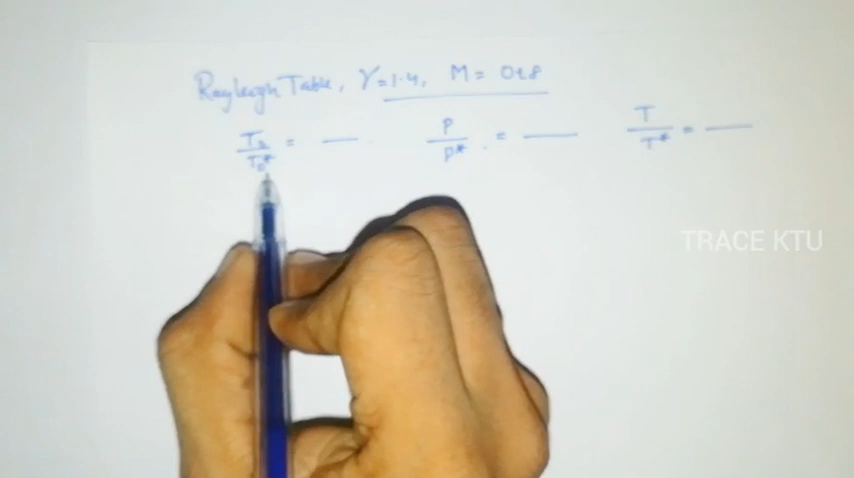 Rayleigh Table, γ=1.4, M= 0.8
T₀/T₀* = — P/P* = — T/T* = —
TRACE KTU